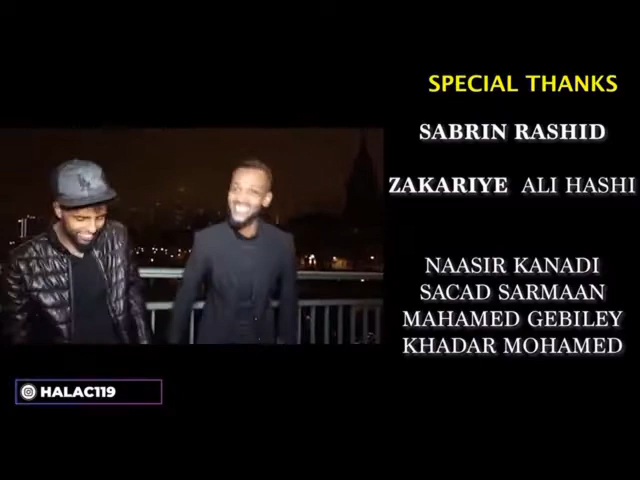 SPECIAL THANKS
SABRIN RASHID
ZAKARIYE ALI HASHI
NAASIR KANADI
SACAD SARMAAN
MAHAMED GEBILEY
KHADAR MOHAMED
HALAC119